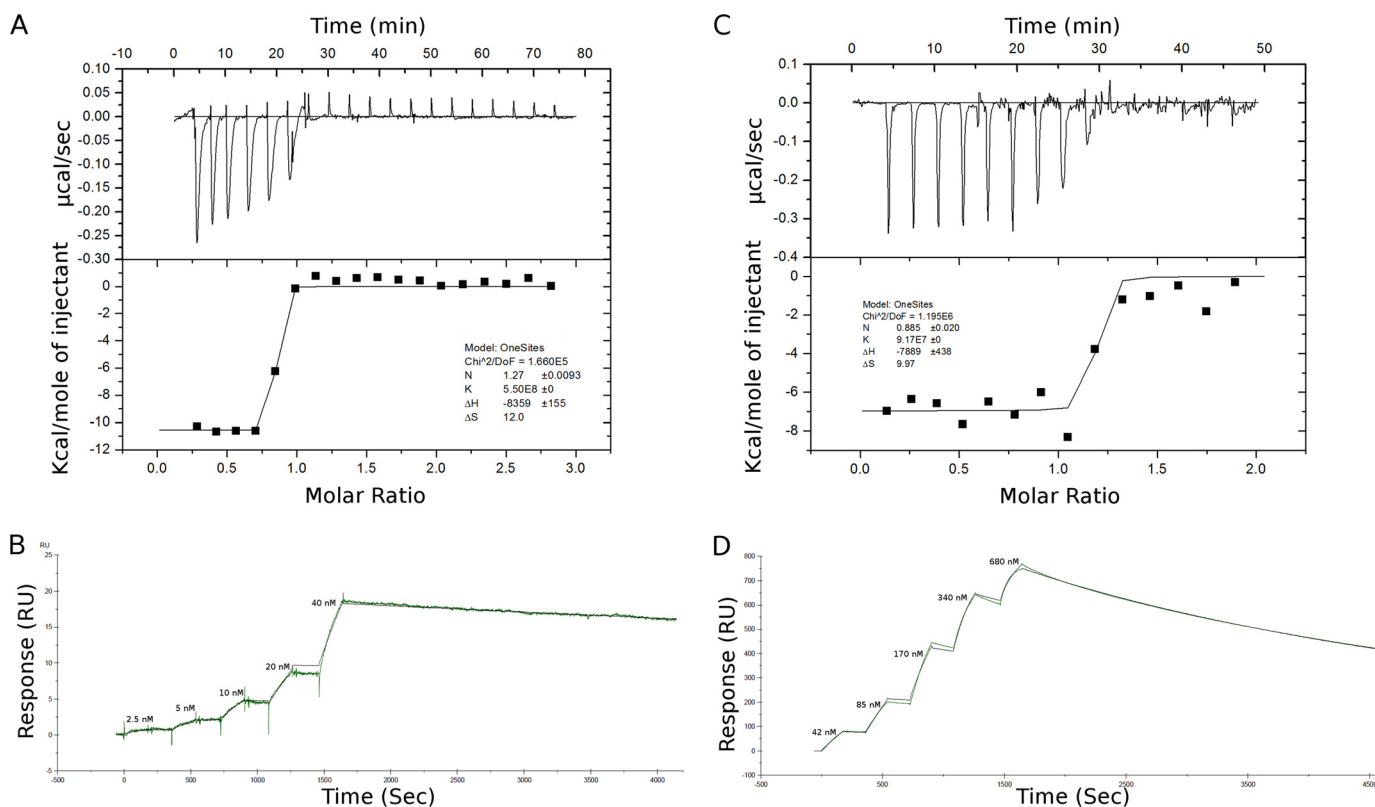 A
Time (min)
-10 0 10 20 30 40 50 60 70 80
0.10
0.05
0.00
-0.05
-0.10
-0.15
-0.20
-0.25
-0.30
µcal/sec
0
-2
-4
-6
-8
-10
-12
Kcal/mole of injectant
Model: OneSites
Chi^2/DoF = 1.660E5
N 1.27 ±0.0093
K 5.50E8 ±0
ΔH -8359 ±155
ΔS 12.0
0.0 0.5 1.0 1.5 2.0 2.5 3.0
Molar Ratio
C
Time (min)
0 10 20 30 40 50
0.1
0.0
-0.1
-0.2
-0.3
-0.4
µcal/sec
0
-2
-4
-6
-8
Kcal/mole of injectant
Model: OneSites
Chi^2/DoF = 1.195E6
N 0.885 ±0.020
K 9.17E7 ±0
ΔH -7889 ±438
ΔS 9.97
0.0 0.5 1.0 1.5 2.0
Molar Ratio
B
RU
25
20
15
10
5
0
-5
Response (RU)
2.5 nM
5 nM
10 nM
20 nM
40 nM
-500 0 500 1000 1500 2000 2500 3000 3500 4000
Time (Sec)
D
800
700
600
500
400
300
200
100
0
-100
Response (RU)
42 nM
85 nM
170 nM
340 nM
680 nM
-500 500 1500 2500 3500 4500
Time (Sec)